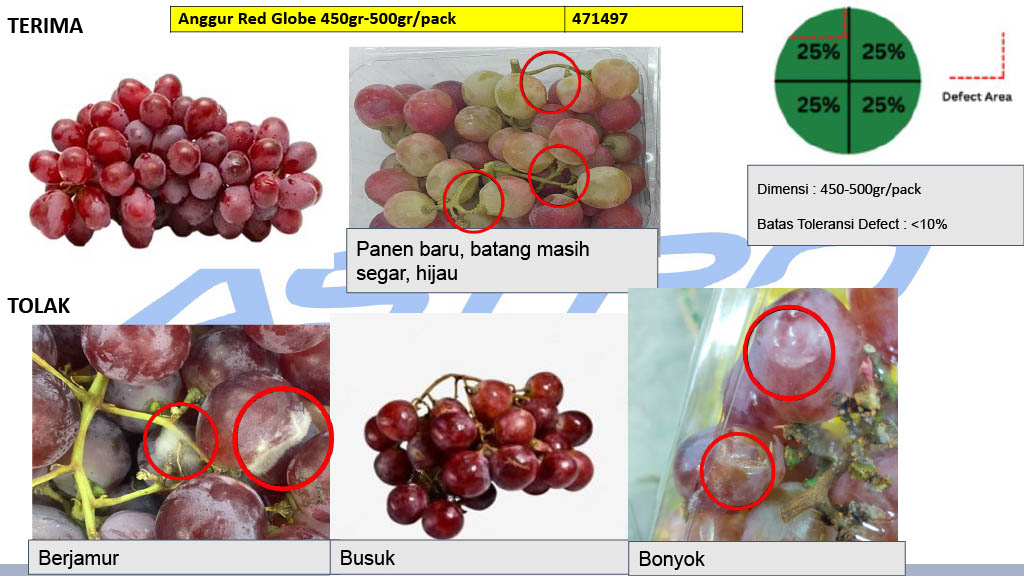 TERIMA
Anggur Red Globe 450gr-500gr/pack 471497
25% 25%
25% 25%
Defect Area
Dimensi : 450-500gr/pack
Batas Toleransi Defect : <10%
Panen baru, batang masih
segar, hijau
ASTRO
TOLAK
Berjamur
Busuk
Bonyok